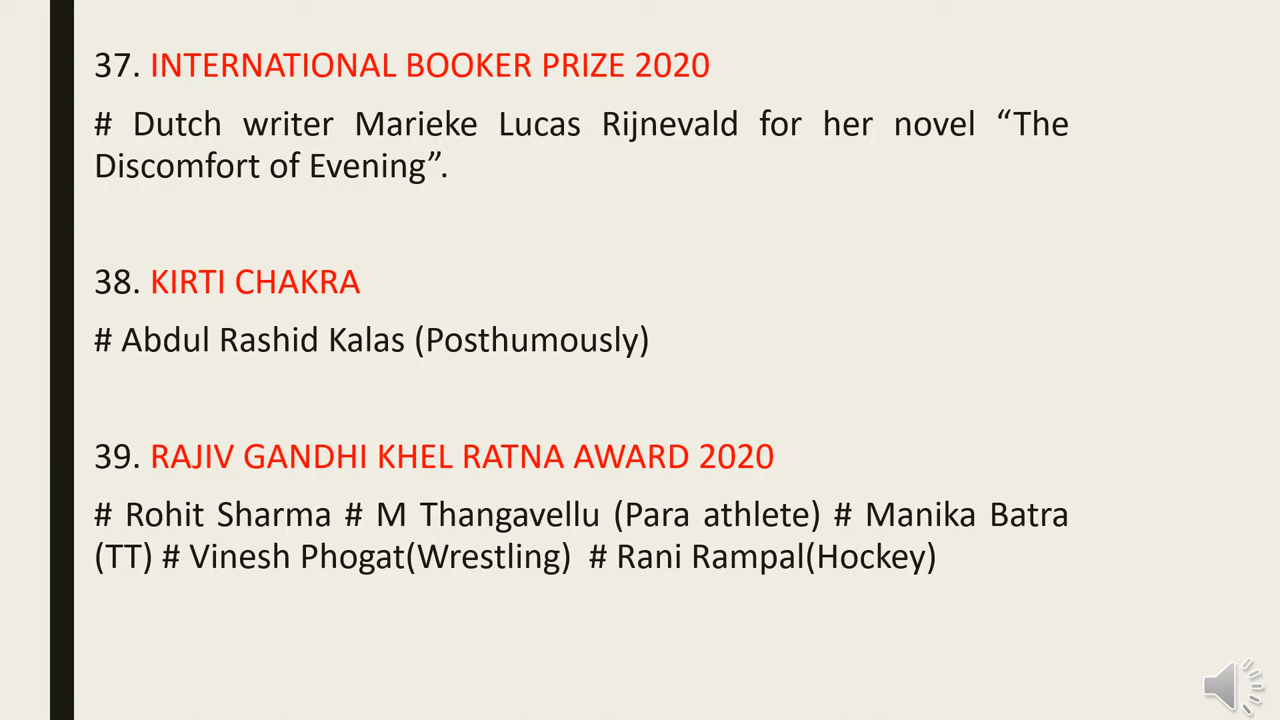 37. INTERNATIONAL BOOKER PRIZE 2020
# Dutch writer Marieke Lucas Rijnevald for her novel “The
Discomfort of Evening”.
38. KIRTI CHAKRA
# Abdul Rashid Kalas (Posthumously)
39. RAJIV GANDHI KHEL RATNA AWARD 2020
# Rohit Sharma # M Thangavellu (Para athlete) # Manika Batra
(TT) # Vinesh Phogat(Wrestling)  # Rani Rampal(Hockey)